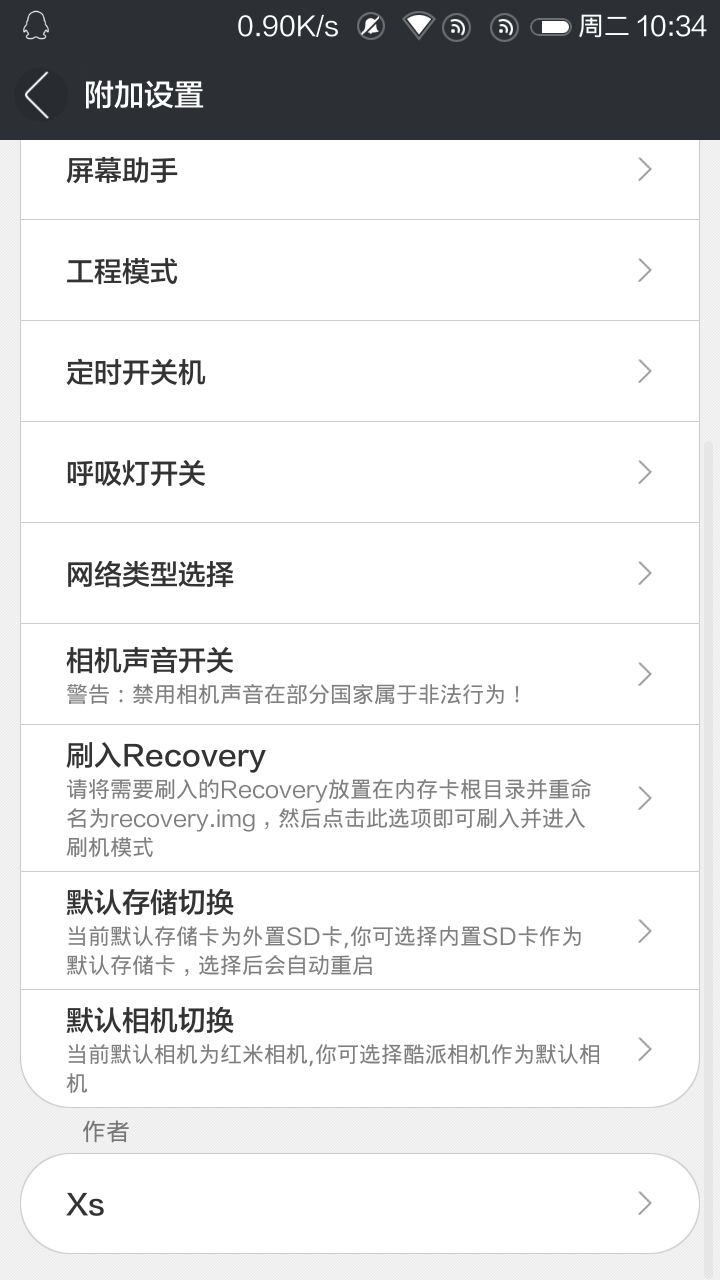 0.90K/s 周二 10:34
附加设置
屏幕助手
工程模式
定时开关机
呼吸灯开关
网络类型选择
相机声音开关
警告：禁用相机声音在部分国家属于非法行为！
刷入Recovery
请将需要刷入的Recovery放置在内存卡根目录并重命
名为recovery.img，然后点击此选项即可刷入并进入
刷机模式
默认存储切换
当前默认存储卡为外置SD卡,你可选择内置SD卡作为
默认存储卡，选择后会自动重启
默认相机切换
当前默认相机为红米相机,你可选择酷派相机作为默认相
机
作者
Xs